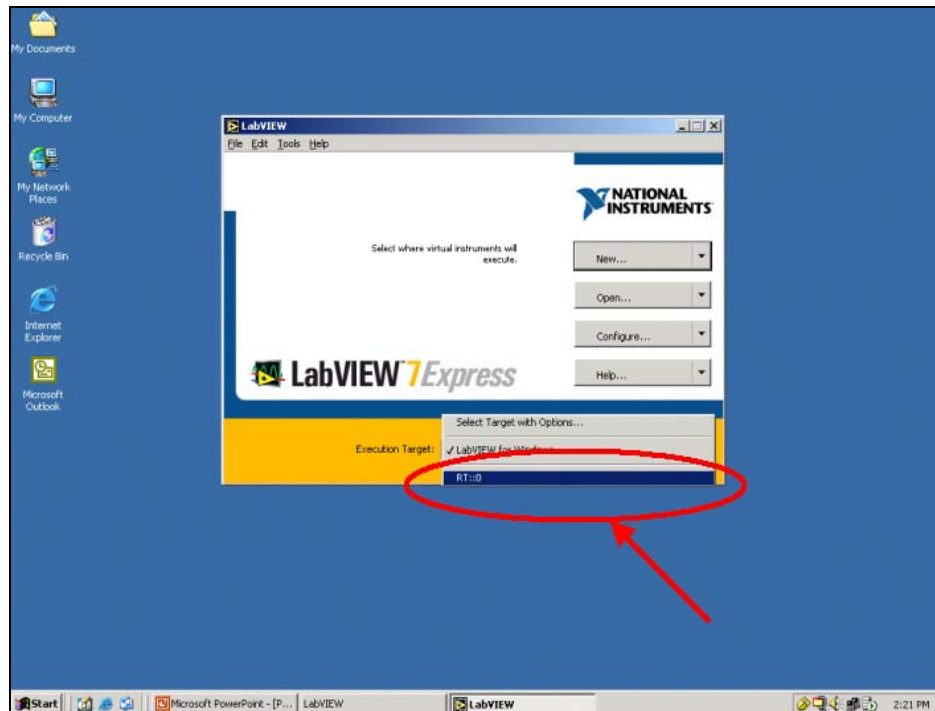 My Documents
My Computer
My Network
Places
Recycle Bin
Internet
Explorer
Microsoft
Outlook
LabVIEW
File Edit Tools Help
NATIONAL
INSTRUMENTS
Select where virtual instruments will
execute.
New...
Open...
Configure...
Help...
LabVIEW 7 Express
Select Target with Options...
Execution Target:
LabVIEW for Windows
RT::0
Start
Microsoft PowerPoint - [P...
LabVIEW
LabVIEW
2:21 PM